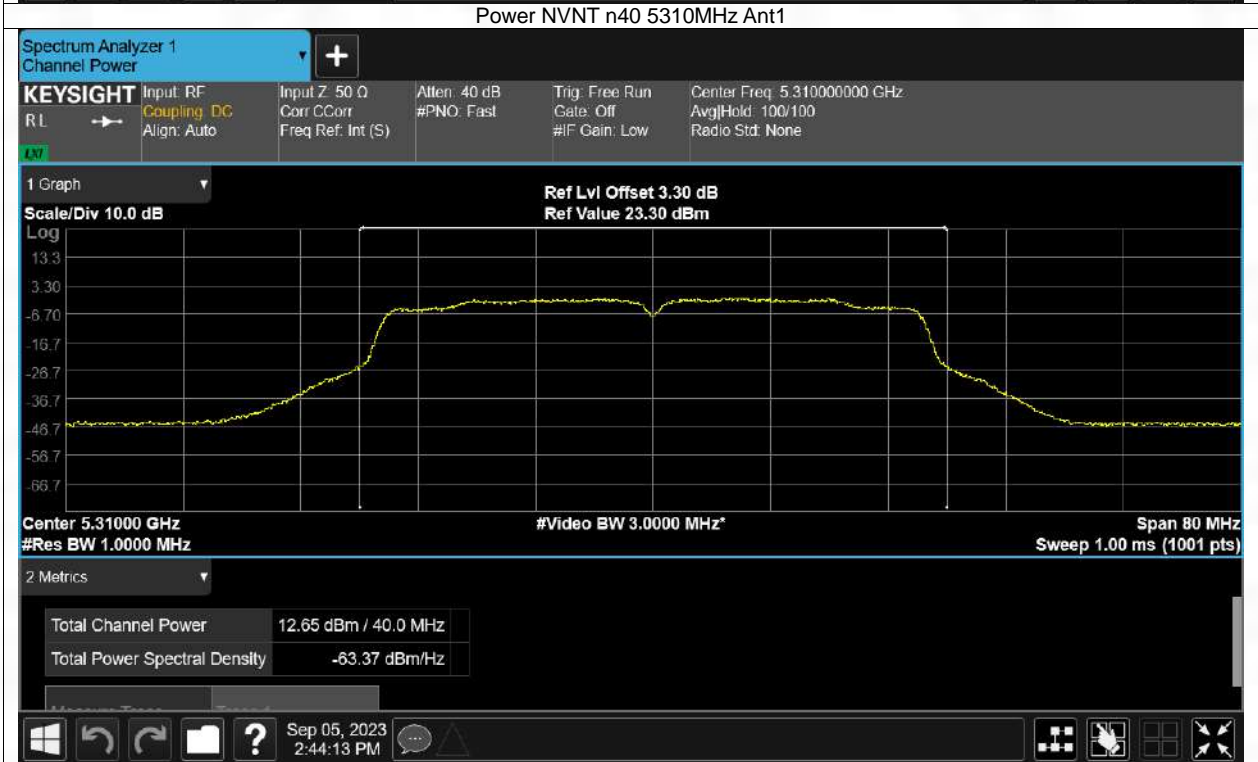 Power NVNT n40 5310MHz Ant1
Spectrum Analyzer 1
Channel Power
KEYSIGHT
RL
LXI
Input: RF
Coupling: DC
Align: Auto
Input Z: 50 Ω
Corr CCorr
Freq Ref: Int (S)
Atten: 40 dB
#PNO: Fast
Trig: Free Run
Gate: Off
#IF Gain: Low
Center Freq: 5.310000000 GHz
Avg|Hold: 100/100
Radio Std: None
1 Graph
Scale/Div 10.0 dB
Ref Lvl Offset 3.30 dB
Ref Value 23.30 dBm
Log
13.3
3.30
-6.70
-16.7
-26.7
-36.7
-46.7
-56.7
-66.7
Center 5.31000 GHz
#Res BW 1.0000 MHz
#Video BW 3.0000 MHz*
Span 80 MHz
Sweep 1.00 ms (1001 pts)
2 Metrics
Total Channel Power 12.65 dBm / 40.0 MHz
Total Power Spectral Density -63.37 dBm/Hz
?
Sep 05, 2023
2:44:13 PM